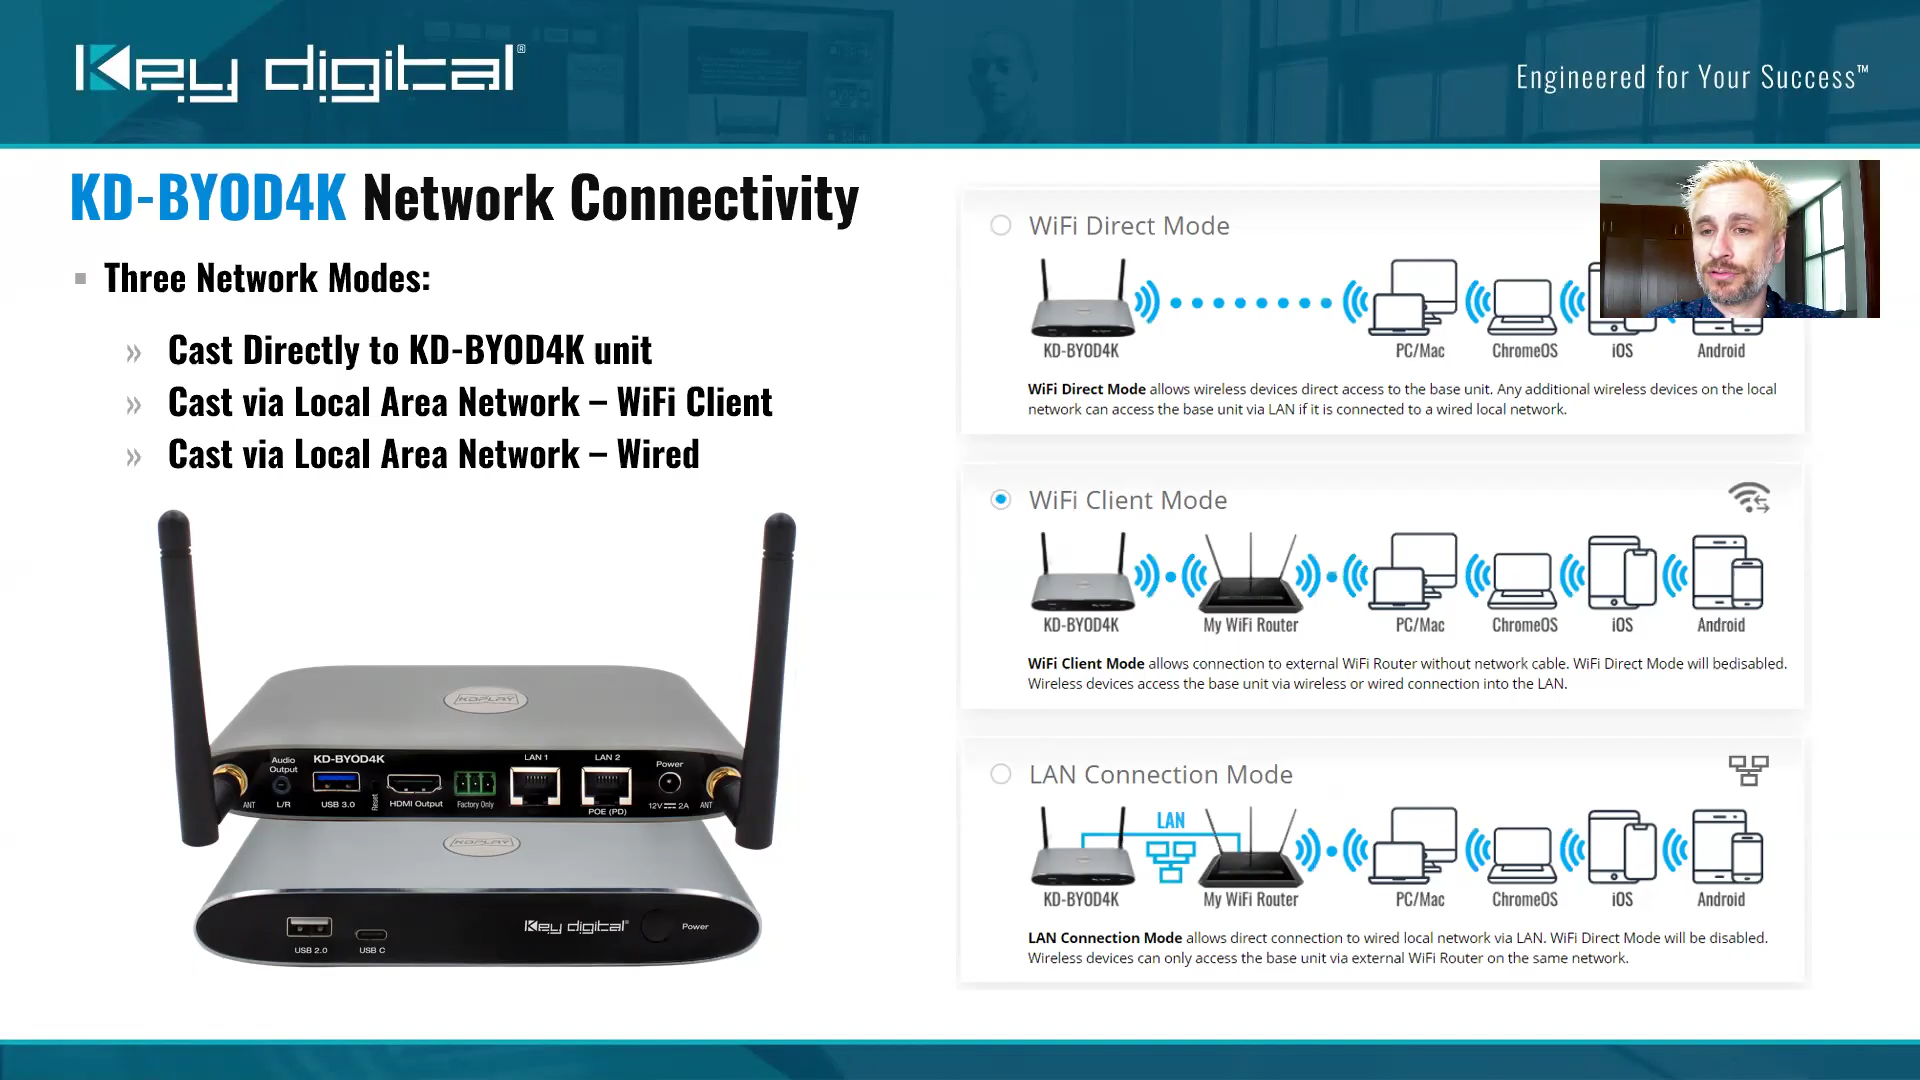 Key digital®
Engineered for Your Success™
KD-BYOD4K Network Connectivity
Three Network Modes:
» Cast Directly to KD-BYOD4K unit
» Cast via Local Area Network – WiFi Client
» Cast via Local Area Network – Wired
KDPLAY
Audio Output
L/R
KD-BYOD4K
USB 3.0
Reset
HDMI Output
Factory Only
LAN 1
LAN 2
POE (PD)
Power
12V 2A
ANT
ANT
KDPLAY
USB 2.0
USB C
Key digital®
Power
WiFi Direct Mode
KD-BYOD4K
PC/Mac
ChromeOS
iOS
Android
WiFi Direct Mode allows wireless devices direct access to the base unit. Any additional wireless devices on the local
network can access the base unit via LAN if it is connected to a wired local network.
WiFi Client Mode
KD-BYOD4K
My WiFi Router
PC/Mac
ChromeOS
iOS
Android
WiFi Client Mode allows connection to external WiFi Router without network cable. WiFi Direct Mode will bedisabled.
Wireless devices access the base unit via wireless or wired connection into the LAN.
LAN Connection Mode
LAN
KD-BYOD4K
My WiFi Router
PC/Mac
ChromeOS
iOS
Android
LAN Connection Mode allows direct connection to wired local network via LAN. WiFi Direct Mode will be disabled.
Wireless devices can only access the base unit via external WiFi Router on the same network.